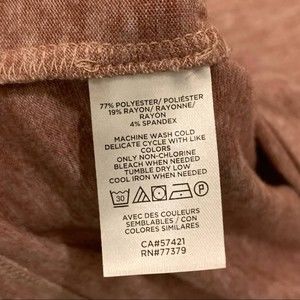 77% POLYESTER/ POLIÉSTER
19% RAYON/ RAYONNE/
RAYÓN
4% SPANDEX
MACHINE WASH COLD
DELICATE CYCLE WITH LIKE
COLORS
ONLY NON-CHLORINE
BLEACH WHEN NEEDED
TUMBLE DRY LOW
COOL IRON WHEN NEEDED
30
P
AVEC DES COULEURS
SEMBLABLES / CON
COLORES SIMILARES
CA#57421
RN#77379